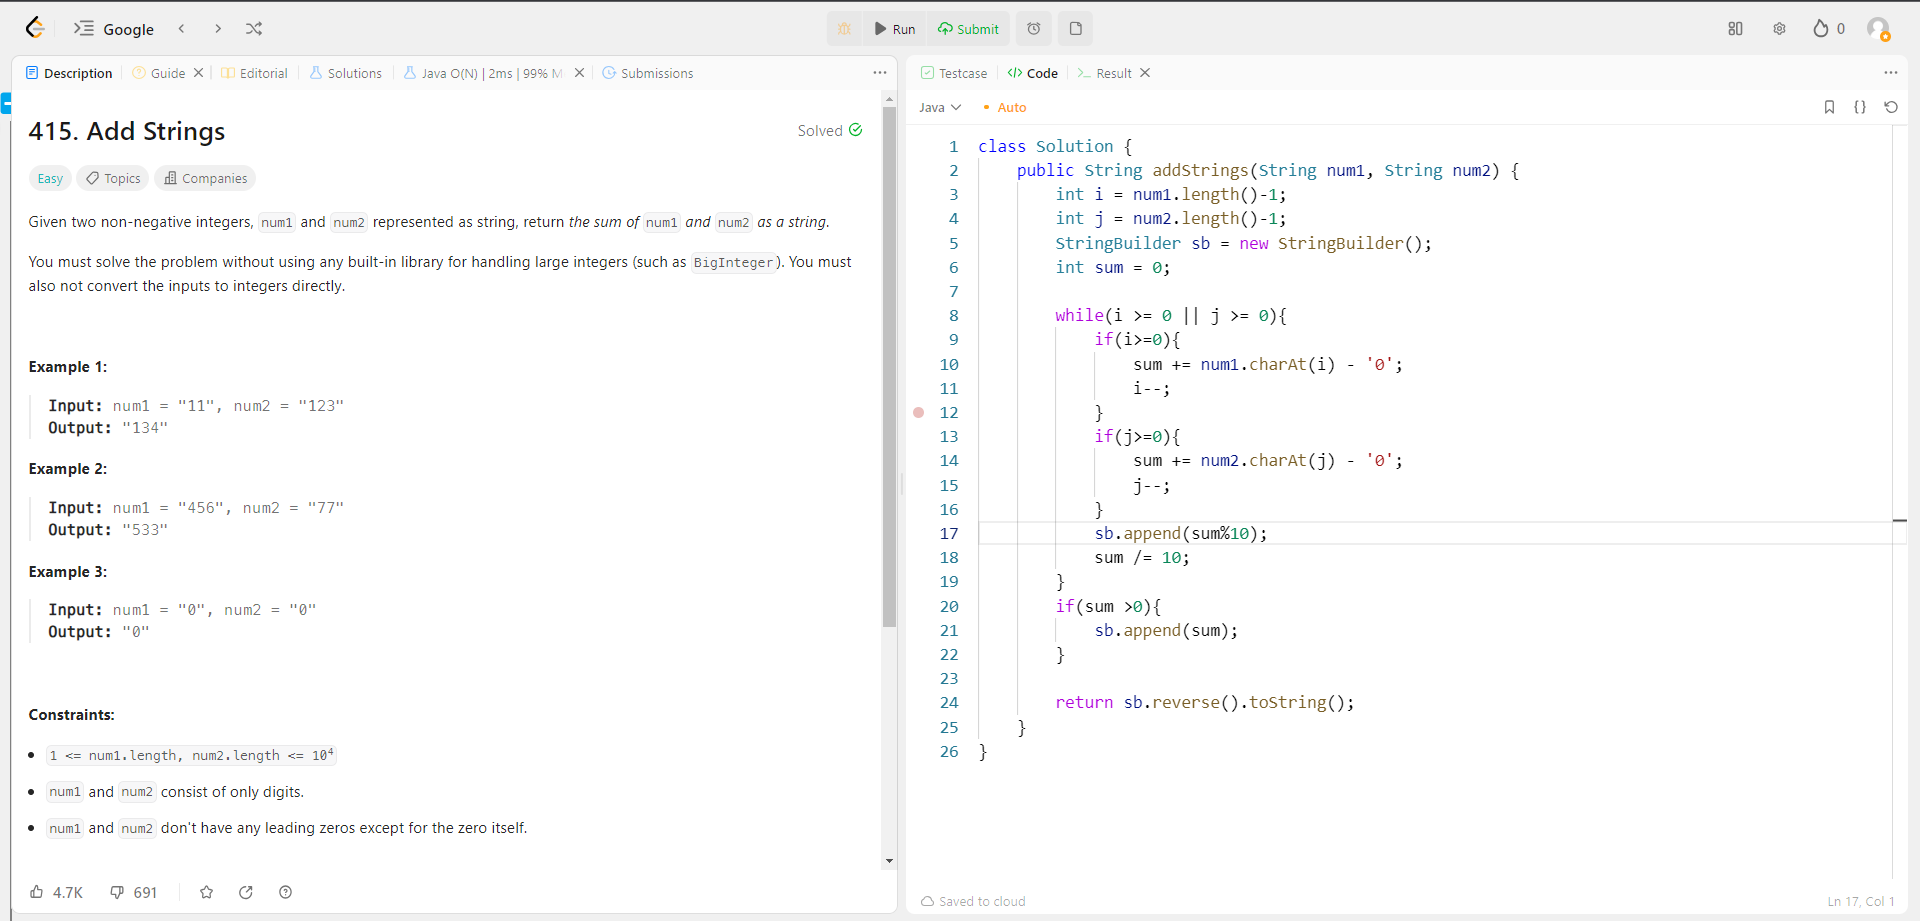 Google
Run
Submit
0
Description
Guide
Editorial
Solutions
Java O(N) | 2ms | 99% M
Submissions
415. Add Strings
Solved
Easy
Topics
Companies
Given two non-negative integers, num1 and num2 represented as string, return the sum of num1 and num2 as a string.
You must solve the problem without using any built-in library for handling large integers (such as BigInteger). You must
also not convert the inputs to integers directly.
Example 1:
Input: num1 = "11", num2 = "123"
Output: "134"
Example 2:
Input: num1 = "456", num2 = "77"
Output: "533"
Example 3:
Input: num1 = "0", num2 = "0"
Output: "0"
Constraints:
• 1 <= num1.length, num2.length <= 10⁴
• num1 and num2 consist of only digits.
• num1 and num2 don't have any leading zeros except for the zero itself.
4.7K
691
Testcase
</> Code
>_ Result
Java
• Auto
{}
1 class Solution {
2     public String addStrings(String num1, String num2) {
3         int i = num1.length()-1;
4         int j = num2.length()-1;
5         StringBuilder sb = new StringBuilder();
6         int sum = 0;
7
8         while(i >= 0 || j >= 0){
9             if(i>=0){
10                 sum += num1.charAt(i) - '0';
11                 i--;
12             }
13             if(j>=0){
14                 sum += num2.charAt(j) - '0';
15                 j--;
16             }
17             sb.append(sum%10);
18             sum /= 10;
19         }
20         if(sum >0){
21             sb.append(sum);
22         }
23
24         return sb.reverse().toString();
25     }
26 }
Saved to cloud
Ln 17, Col 1